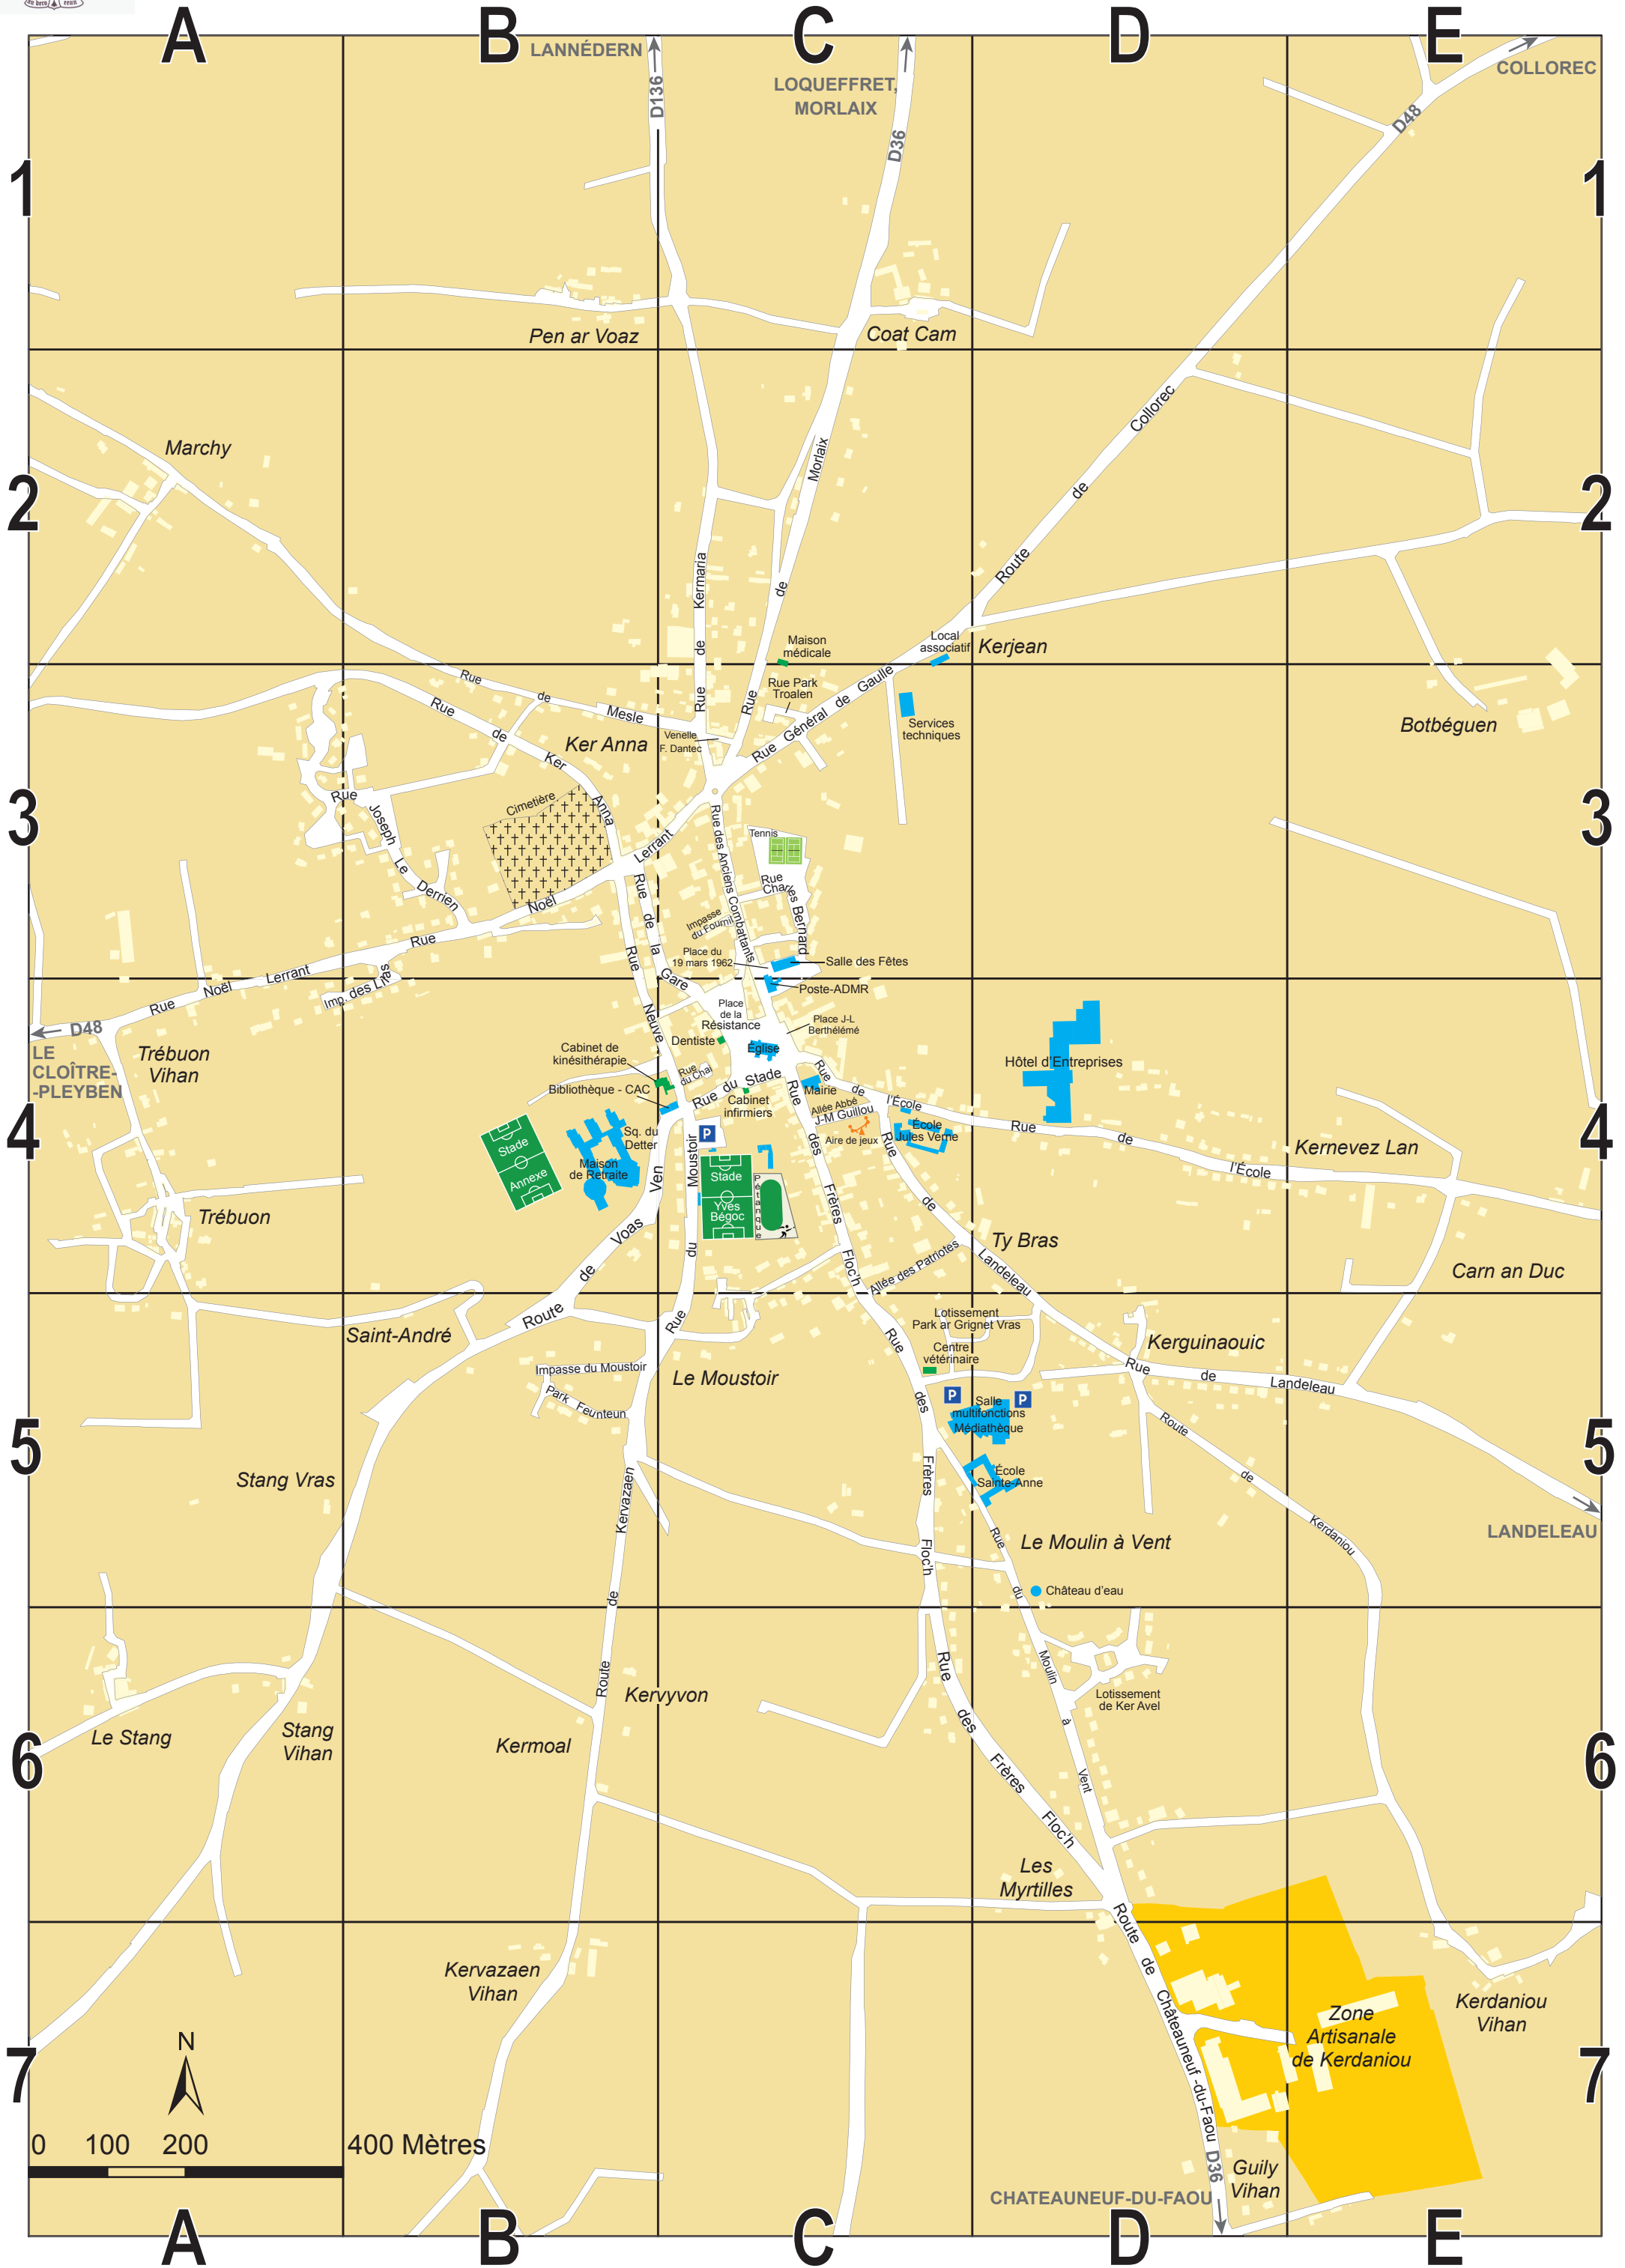 A B C D E
LANNÉDERN
D136
LOQUEFFRET,
MORLAIX
D36
COLLOREC
D48
1 1
Pen ar Voaz
Coat Cam
Marchy
2 2
Rue de Morlaix
Route de Collorec
Rue de Kermaria
Maison
médicale
Local
associatif
Kerjean
Rue de Mesle
Rue de Ker Anna
Ker Anna
Venelle
F. Dantec
Rue Park
Troalen
Rue Général de Gaulle
Services
techniques
Botbéguen
3 3
Cimetière
Rue Joseph Le Derrien
Rue Noël Lerrant
Rue des Anciens Combattants
Tennis
Rue
Charles Bernard
Impasse
du Fournil
Place du
19 mars 1962
Salle des Fêtes
Rue de la Gare
Rue Neuve
Rue Noël Lerrant
Poste-ADMR
D48
LE
CLOÎTRE-
-PLEYBEN
Trébuon
Vihan
Place
de la
Résistance
Place J-L
Berthélémé
Dentiste
Église
Hôtel d'Entreprises
Cabinet de
kinésithérapie
Bibliothèque - CAC
Rue
du Chai
Rue du Stade
Cabinet
infirmiers
Mairie
Allée Abbé
J-M Guillou
Aire de jeux
École
Jules Verne
Rue de l'École
Rue de l'École
Kernevez Lan
4 4
Stade
Annexe
Maison
de Retraite
Sq. du
Detter
P
Stade
Yves
Bégoc
Pétanque
Trébuon
Route de Voas Ven
Rue du Moustoir
Rue des Frères Floc'h
Rue de Landeleau
Ty Bras
Allée des Patriotes
Carn an Duc
Saint-André
Impasse du Moustoir
Park Feunteun
Le Moustoir
Lotissement
Park ar Grignet Vras
Centre
vétérinaire
Kerguinaouic
Rue de Landeleau
P P
Salle
multifonctions
Médiathèque
Route de Kerdaniou
5 5
Stang Vras
École
Sainte-Anne
Rue des Frères Floc'h
Route de Kervazaen
LANDELEAU
Le Moulin à Vent
Château d'eau
Rue du Moulin à Vent
Lotissement
de Ker Avel
Kervyvon
Kermoal
Le Stang
Stang
Vihan
6 6
Rue des Frères Floc'h
Les
Myrtilles
Kervazaen
Vihan
Route de Châteauneuf-du-Faou
D36
Zone
Artisanale
de Kerdaniou
Kerdaniou
Vihan
7 7
N
0 100 200 400 Mètres
Guily
Vihan
CHATEAUNEUF-DU-FAOU
A B C D E